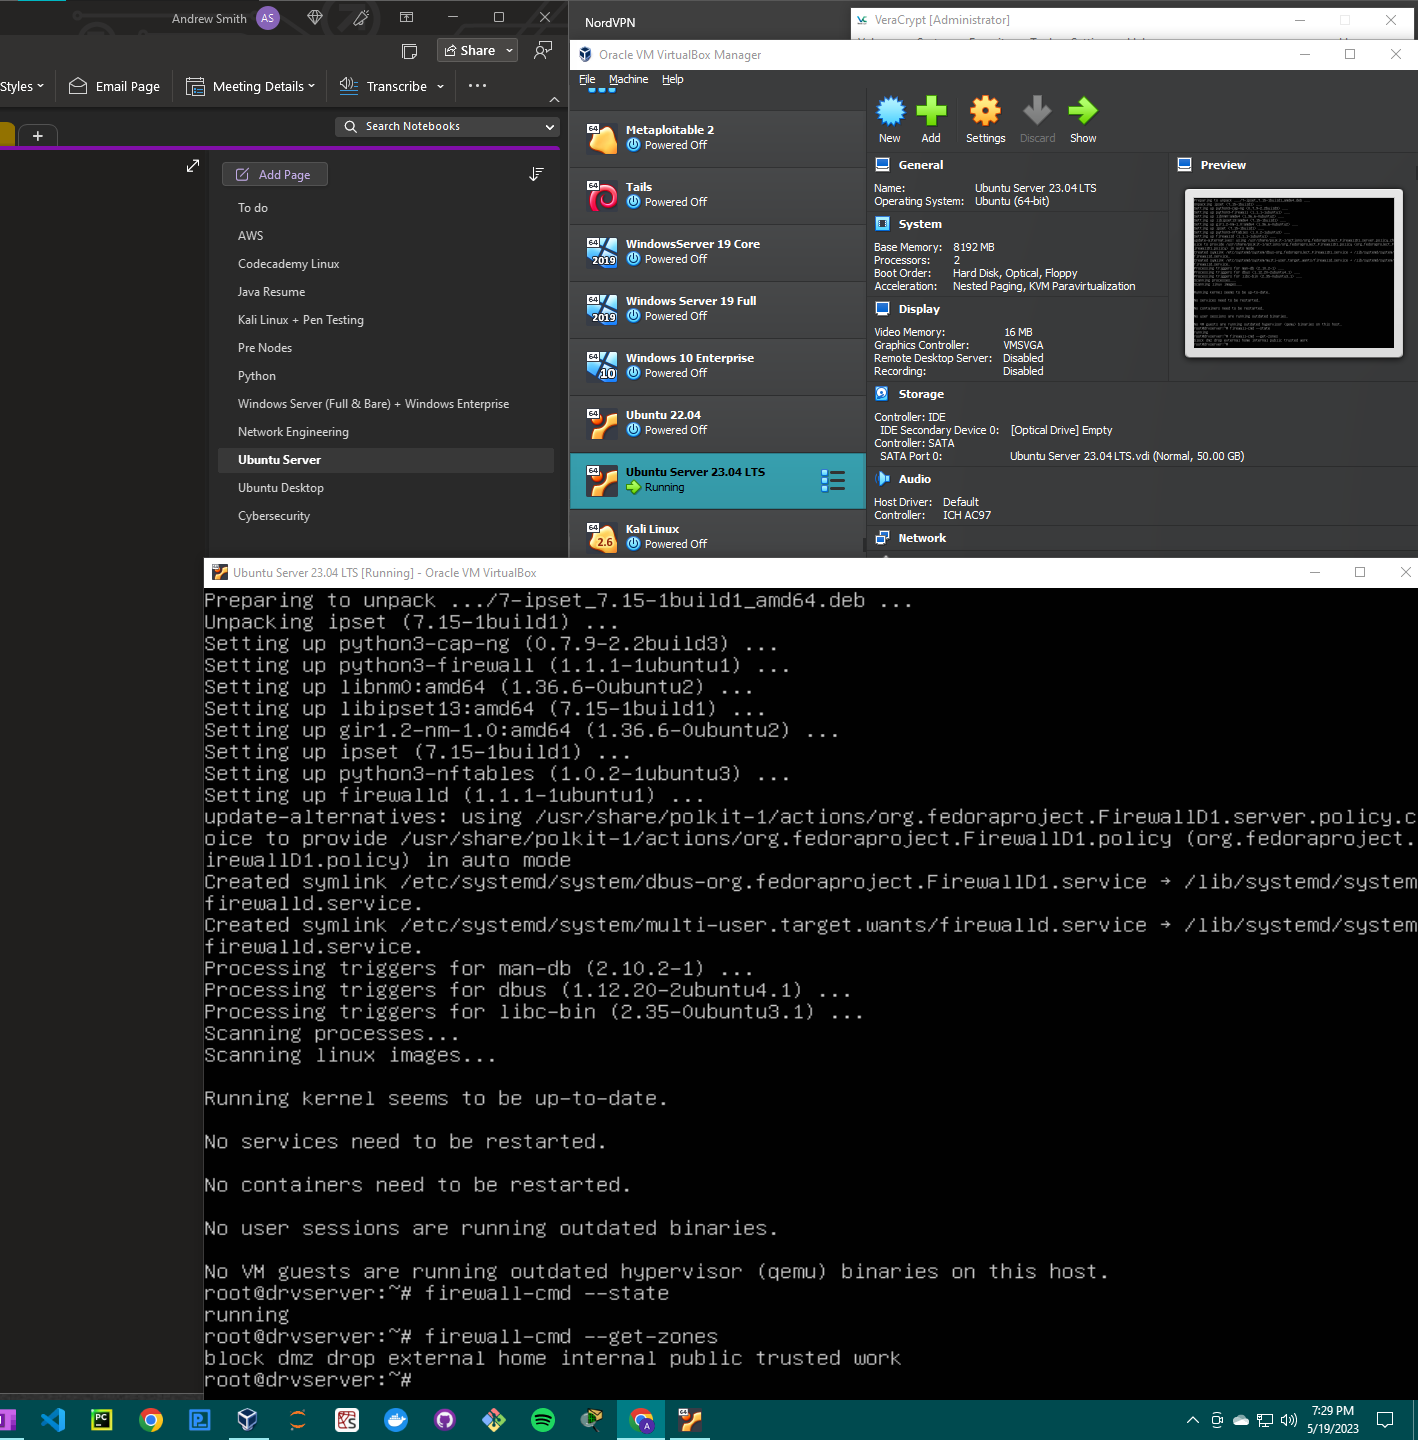 Andrew Smith AS
Share
Styles
Email Page
Meeting Details
Transcribe
Search Notebooks
Add Page
To do
AWS
Codecademy Linux
Java Resume
Kali Linux + Pen Testing
Pre Nodes
Python
Windows Server (Full & Bare) + Windows Enterprise
Network Engineering
Ubuntu Server
Ubuntu Desktop
Cybersecurity
NordVPN
VeraCrypt [Administrator]
Oracle VM VirtualBox Manager
File Machine Help
64 Metaploitable 2
Powered Off
64 Tails
Powered Off
64 WindowsServer 19 Core
2019 Powered Off
64 Windows Server 19 Full
2019 Powered Off
64 Windows 10 Enterprise
10 Powered Off
64 Ubuntu 22.04
Powered Off
64 Ubuntu Server 23.04 LTS
Running
64 Kali Linux
2.6 Powered Off
New Add Settings Discard Show
General
Name: Ubuntu Server 23.04 LTS
Operating System: Ubuntu (64-bit)
System
Base Memory: 8192 MB
Processors: 2
Boot Order: Hard Disk, Optical, Floppy
Acceleration: Nested Paging, KVM Paravirtualization
Display
Video Memory: 16 MB
Graphics Controller: VMSVGA
Remote Desktop Server: Disabled
Recording: Disabled
Storage
Controller: IDE
IDE Secondary Device 0: [Optical Drive] Empty
Controller: SATA
SATA Port 0: Ubuntu Server 23.04 LTS.vdi (Normal, 50.00 GB)
Audio
Host Driver: Default
Controller: ICH AC97
Network
Preview
Ubuntu Server 23.04 LTS [Running] - Oracle VM VirtualBox
Preparing to unpack .../7-ipset_7.15-1build1_amd64.deb ...
Unpacking ipset (7.15-1build1) ...
Setting up python3-cap-ng (0.7.9-2.2build3) ...
Setting up python3-firewall (1.1.1-1ubuntu1) ...
Setting up libnm0:amd64 (1.36.6-0ubuntu2) ...
Setting up libipset13:amd64 (7.15-1build1) ...
Setting up gir1.2-nm-1.0:amd64 (1.36.6-0ubuntu2) ...
Setting up ipset (7.15-1build1) ...
Setting up python3-nftables (1.0.2-1ubuntu3) ...
Setting up firewalld (1.1.1-1ubuntu1) ...
update-alternatives: using /usr/share/polkit-1/actions/org.fedoraproject.FirewallD1.server.policy.c
oice to provide /usr/share/polkit-1/actions/org.fedoraproject.FirewallD1.policy (org.fedoraproject.
irewallD1.policy) in auto mode
Created symlink /etc/systemd/system/dbus-org.fedoraproject.FirewallD1.service → /lib/systemd/system
firewalld.service.
Created symlink /etc/systemd/system/multi-user.target.wants/firewalld.service → /lib/systemd/system
firewalld.service.
Processing triggers for man-db (2.10.2-1) ...
Processing triggers for dbus (1.12.20-2ubuntu4.1) ...
Processing triggers for libc-bin (2.35-0ubuntu3.1) ...
Scanning processes...
Scanning linux images...
Running kernel seems to be up-to-date.
No services need to be restarted.
No containers need to be restarted.
No user sessions are running outdated binaries.
No VM guests are running outdated hypervisor (qemu) binaries on this host.
root@drvserver:~# firewall-cmd --state
running
root@drvserver:~# firewall-cmd --get-zones
block dmz drop external home internal public trusted work
root@drvserver:~#
7:29 PM
5/19/2023